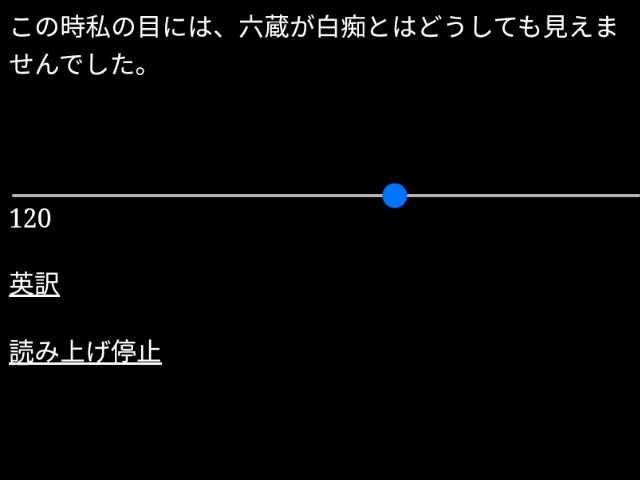 この時私の目には、六蔵が白痴とはどうしても見えま
せんでした。
120
英訳
読み上げ停止